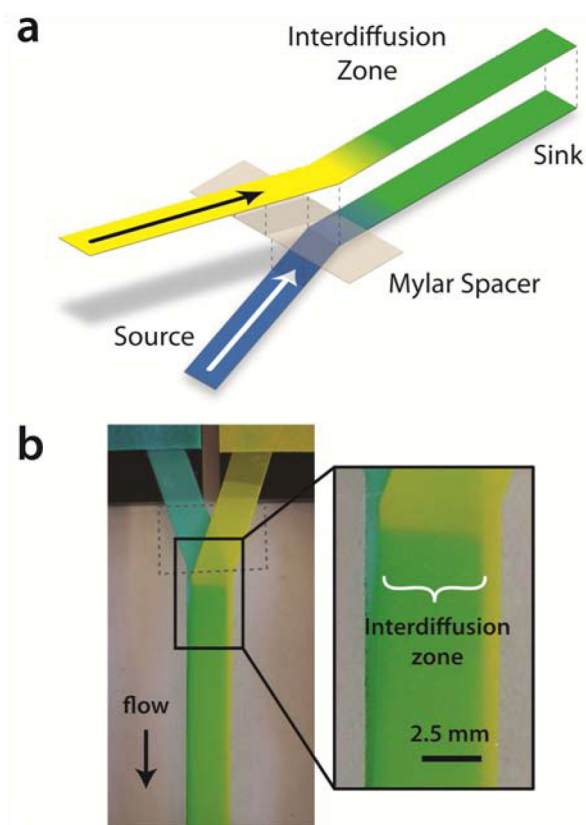 a
Interdiffusion
Zone
Sink
Mylar Spacer
Source
b
Interdiffusion
zone
flow
2.5 mm